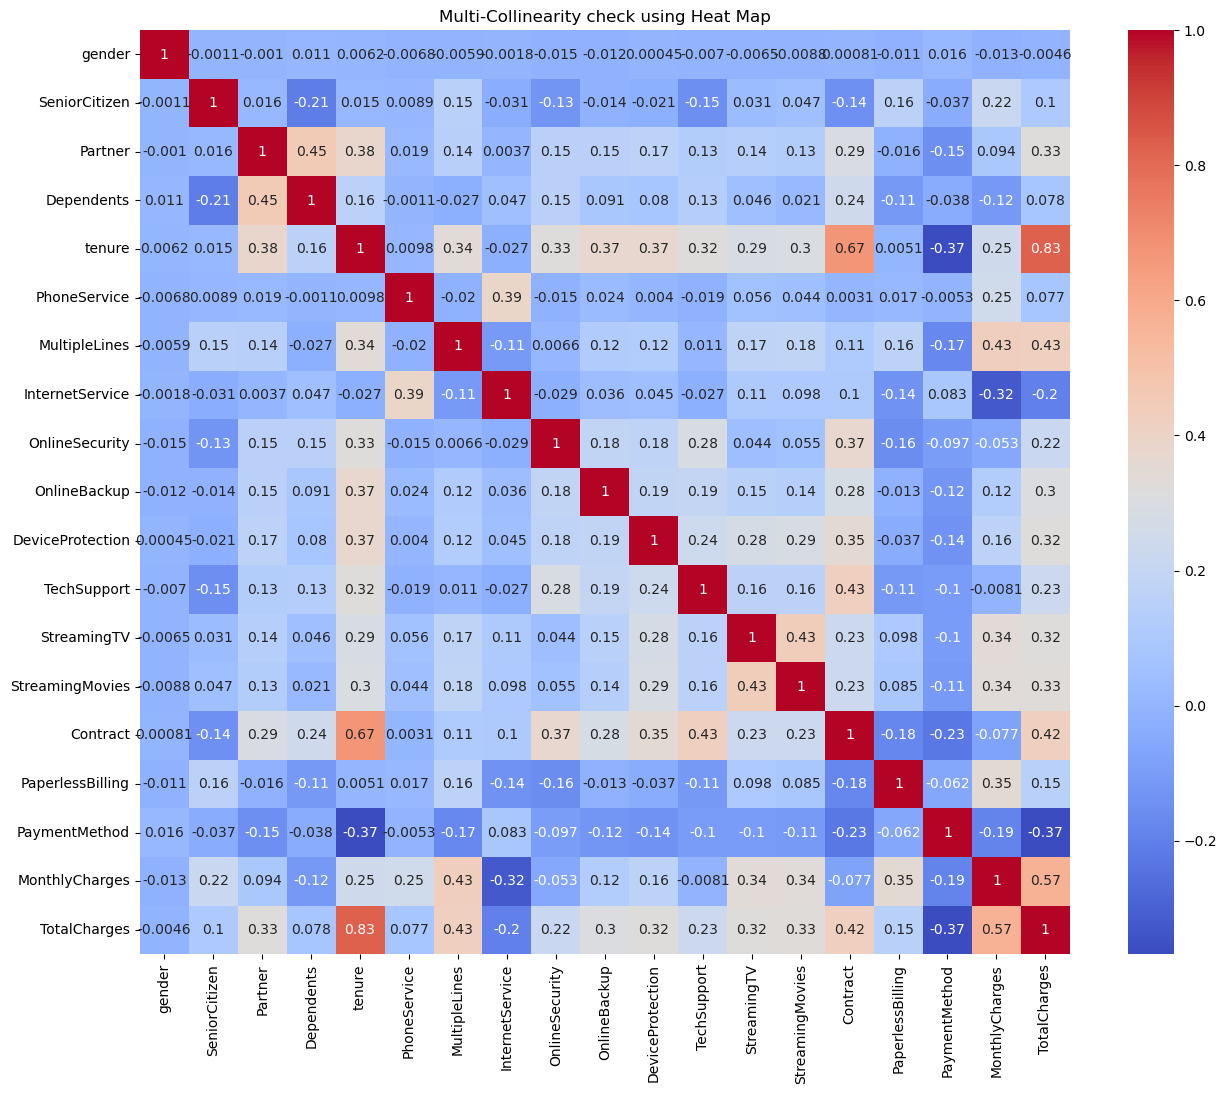 Multi-Collinearity check using Heat Map
gender 1 -0.0011 -0.001 0.011 0.0062 -0.0068 -0.0059 -0.0018 -0.015 -0.012 0.00045 -0.007 -0.0065 -0.0088 0.00081 -0.011 0.016 -0.013 -0.0046
SeniorCitizen -0.0011 1 0.016 -0.21 0.015 0.0089 0.15 -0.031 -0.13 -0.014 -0.021 -0.15 0.031 0.047 -0.14 0.16 -0.037 0.22 0.1
Partner -0.001 0.016 1 0.45 0.38 0.019 0.14 0.0037 0.15 0.15 0.17 0.13 0.14 0.13 0.29 -0.016 -0.15 0.094 0.33
Dependents 0.011 -0.21 0.45 1 0.16 -0.0011 -0.027 0.047 0.15 0.091 0.08 0.13 0.046 0.021 0.24 -0.11 -0.038 -0.12 0.078
tenure -0.0062 0.015 0.38 0.16 1 0.0098 0.34 -0.027 0.33 0.37 0.37 0.32 0.29 0.3 0.67 0.0051 -0.37 0.25 0.83
PhoneService -0.0068 0.0089 0.019 -0.0011 0.0098 1 -0.02 0.39 -0.015 0.024 0.004 -0.019 0.056 0.044 0.0031 0.017 -0.0053 0.25 0.077
MultipleLines -0.0059 0.15 0.14 -0.027 0.34 -0.02 1 -0.11 0.0066 0.12 0.12 0.011 0.17 0.18 0.11 0.16 -0.17 0.43 0.43
InternetService -0.0018 -0.031 0.0037 0.047 -0.027 0.39 -0.11 1 -0.029 0.036 0.045 -0.027 0.11 0.098 0.1 -0.14 0.083 -0.32 -0.2
OnlineSecurity -0.015 -0.13 0.15 0.15 0.33 -0.015 0.0066 -0.029 1 0.18 0.18 0.28 0.044 0.055 0.37 -0.16 -0.097 -0.053 0.22
OnlineBackup -0.012 -0.014 0.15 0.091 0.37 0.024 0.12 0.036 0.18 1 0.19 0.19 0.15 0.14 0.28 -0.013 -0.12 0.12 0.3
DeviceProtection 0.00045 -0.021 0.17 0.08 0.37 0.004 0.12 0.045 0.18 0.19 1 0.24 0.28 0.29 0.35 -0.037 -0.14 0.16 0.32
TechSupport -0.007 -0.15 0.13 0.13 0.32 -0.019 0.011 -0.027 0.28 0.19 0.24 1 0.16 0.16 0.43 -0.11 -0.1 -0.0081 0.23
StreamingTV -0.0065 0.031 0.14 0.046 0.29 0.056 0.17 0.11 0.044 0.15 0.28 0.16 1 0.43 0.23 0.098 -0.1 0.34 0.32
StreamingMovies -0.0088 0.047 0.13 0.021 0.3 0.044 0.18 0.098 0.055 0.14 0.29 0.16 0.43 1 0.23 0.085 -0.11 0.34 0.33
Contract 0.00081 -0.14 0.29 0.24 0.67 0.0031 0.11 0.1 0.37 0.28 0.35 0.43 0.23 0.23 1 -0.18 -0.23 -0.077 0.42
PaperlessBilling -0.011 0.16 -0.016 -0.11 0.0051 0.017 0.16 -0.14 -0.16 -0.013 -0.037 -0.11 0.098 0.085 -0.18 1 -0.062 0.35 0.15
PaymentMethod 0.016 -0.037 -0.15 -0.038 -0.37 -0.0053 -0.17 0.083 -0.097 -0.12 -0.14 -0.1 -0.1 -0.11 -0.23 -0.062 1 -0.19 -0.37
MonthlyCharges -0.013 0.22 0.094 -0.12 0.25 0.25 0.43 -0.32 -0.053 0.12 0.16 -0.0081 0.34 0.34 -0.077 0.35 -0.19 1 0.57
TotalCharges -0.0046 0.1 0.33 0.078 0.83 0.077 0.43 -0.2 0.22 0.3 0.32 0.23 0.32 0.33 0.42 0.15 -0.37 0.57 1
gender
SeniorCitizen
Partner
Dependents
tenure
PhoneService
MultipleLines
InternetService
OnlineSecurity
OnlineBackup
DeviceProtection
TechSupport
StreamingTV
StreamingMovies
Contract
PaperlessBilling
PaymentMethod
MonthlyCharges
TotalCharges
1.0
0.8
0.6
0.4
0.2
0.0
-0.2